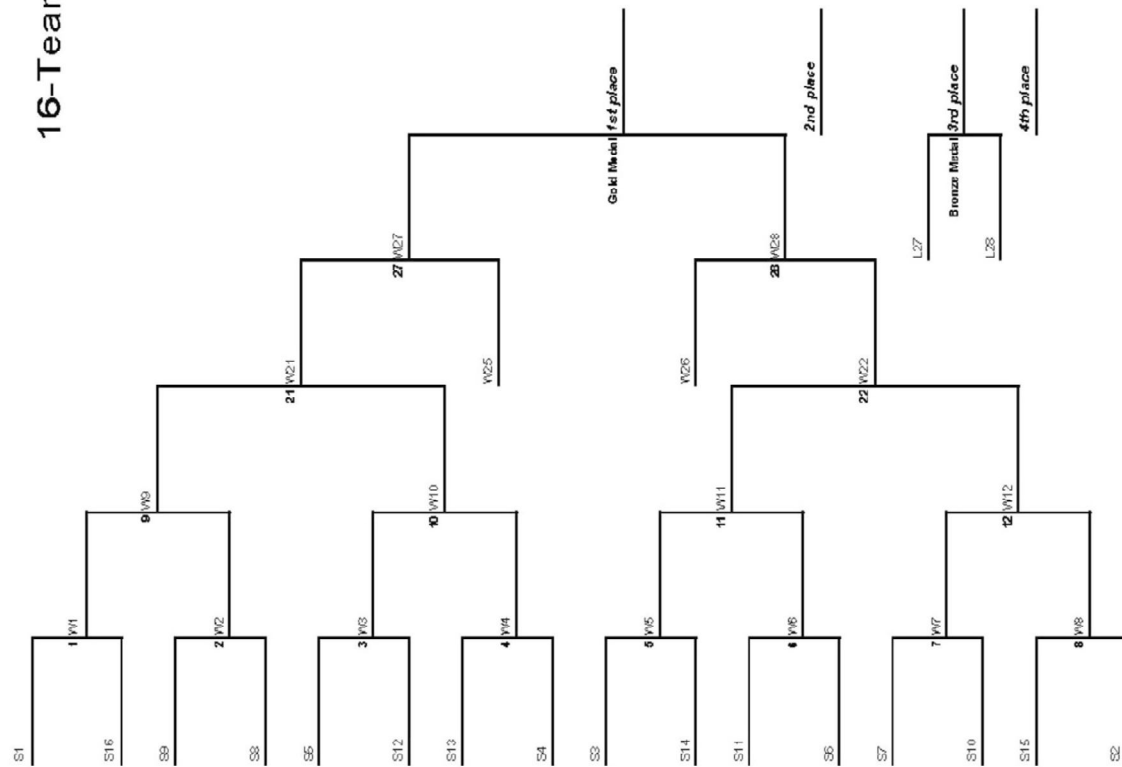 16-Tear
S1
1 W1
S16
S9
2 W2
S8
9 W9
S5
3 W3
S12
S13
4 W4
S4
10 W10
21 W21
W25
27 W27
S3
5 W5
S14
S11
6 W6
S6
11 W11
S7
7 W7
S10
S15
8 W8
S2
12 W12
22 W22
W26
28 W28
Gold Medal 1st place
2nd place
L27
Bronze Medal 3rd place
L28
4th place